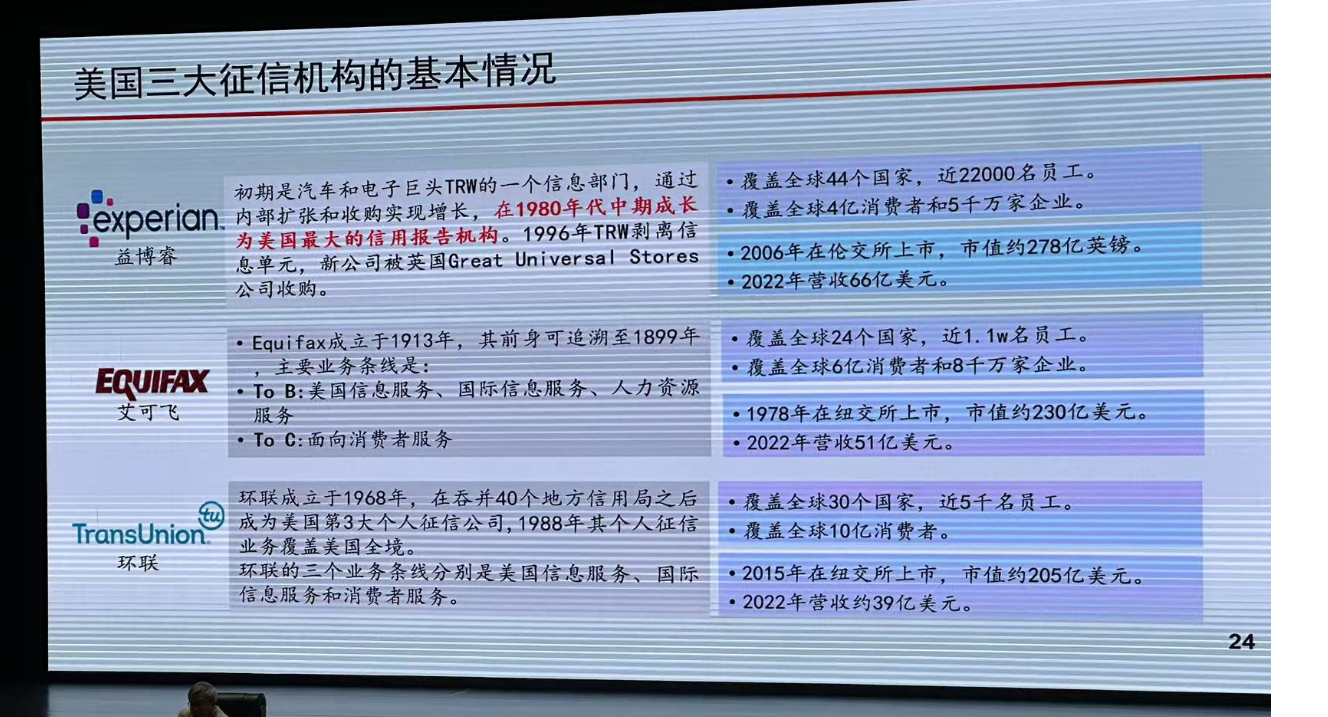 美国三大征信机构的基本情况
experian.
益博睿
初期是汽车和电子巨头TRW的一个信息部门，通过
内部扩张和收购实现增长，在1980年代中期成长
为美国最大的信用报告机构。1996年TRW剥离信
息单元，新公司被英国Great Universal Stores
公司收购。
•覆盖全球44个国家，近22000名员工。
•覆盖全球4亿消费者和5千万家企业。
•2006年在伦交所上市，市值约278亿英镑。
•2022年营收66亿美元。
EQUIFAX
艾可飞
•Equifax成立于1913年，其前身可追溯至1899年
，主要业务条线是：
•To B:美国信息服务、国际信息服务、人力资源
服务
•To C:面向消费者服务
•覆盖全球24个国家，近1.1w名员工。
•覆盖全球6亿消费者和8千万家企业。
•1978年在纽交所上市，市值约230亿美元。
•2022年营收51亿美元。
tu
TransUnion.
环联
环联成立于1968年，在吞并40个地方信用局之后
成为美国第3大个人征信公司,1988年其个人征信
业务覆盖美国全境。
环联的三个业务条线分别是美国信息服务、国际
信息服务和消费者服务。
•覆盖全球30个国家，近5千名员工。
•覆盖全球10亿消费者。
•2015年在纽交所上市，市值约205亿美元。
•2022年营收约39亿美元。
24